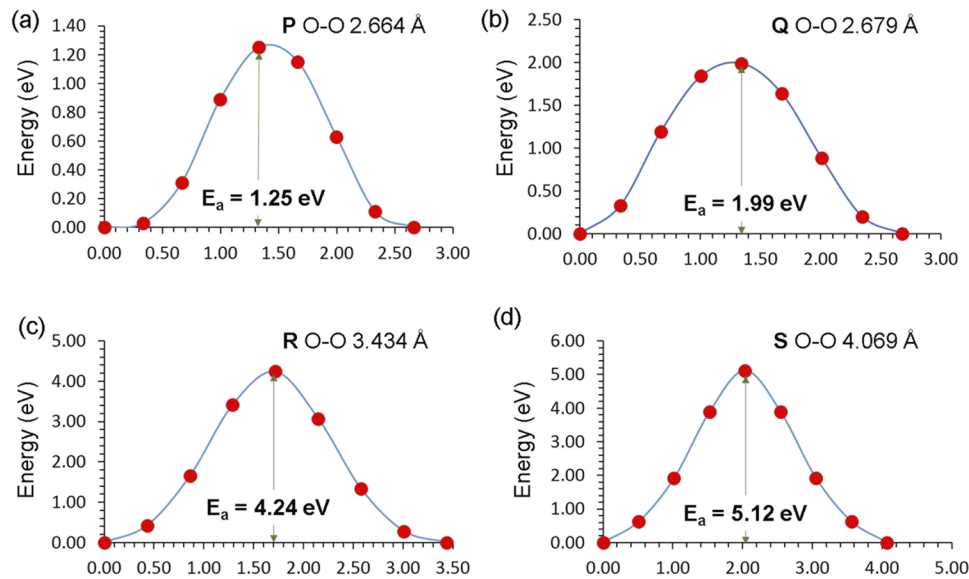 (a)
P O-O 2.664 Å
Energy (eV)
1.40
1.20
1.00
0.80
0.60
0.40
0.20
0.00
Ea = 1.25 eV
0.00 0.50 1.00 1.50 2.00 2.50 3.00
(b)
Q O-O 2.679 Å
Energy (eV)
2.50
2.00
1.50
1.00
0.50
0.00
Ea = 1.99 eV
0.00 0.50 1.00 1.50 2.00 2.50 3.00
(c)
R O-O 3.434 Å
Energy (eV)
5.00
4.00
3.00
2.00
1.00
0.00
Ea = 4.24 eV
0.00 0.50 1.00 1.50 2.00 2.50 3.00 3.50
(d)
S O-O 4.069 Å
Energy (eV)
6.00
5.00
4.00
3.00
2.00
1.00
0.00
Ea = 5.12 eV
0.00 1.00 2.00 3.00 4.00 5.00